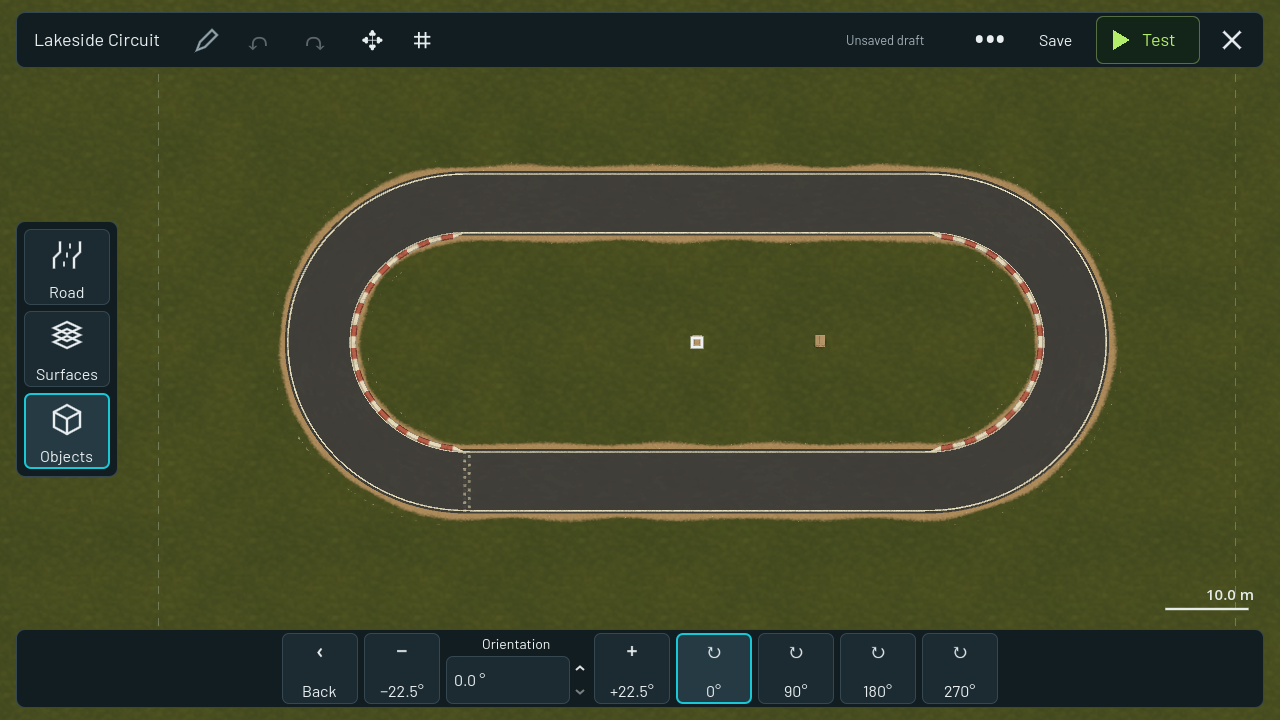 Lakeside Circuit
Unsaved draft
Save
Test
Road
Surfaces
Objects
10.0 m
Orientation
Back
−22.5°
0.0 °
+22.5°
0°
90°
180°
270°